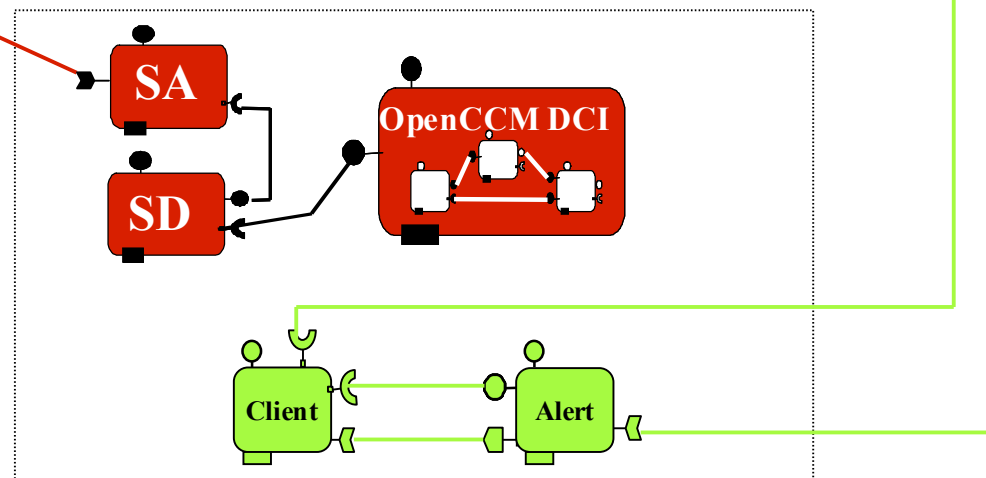 SA
OpenCCM DCI
SD
Client
Alert